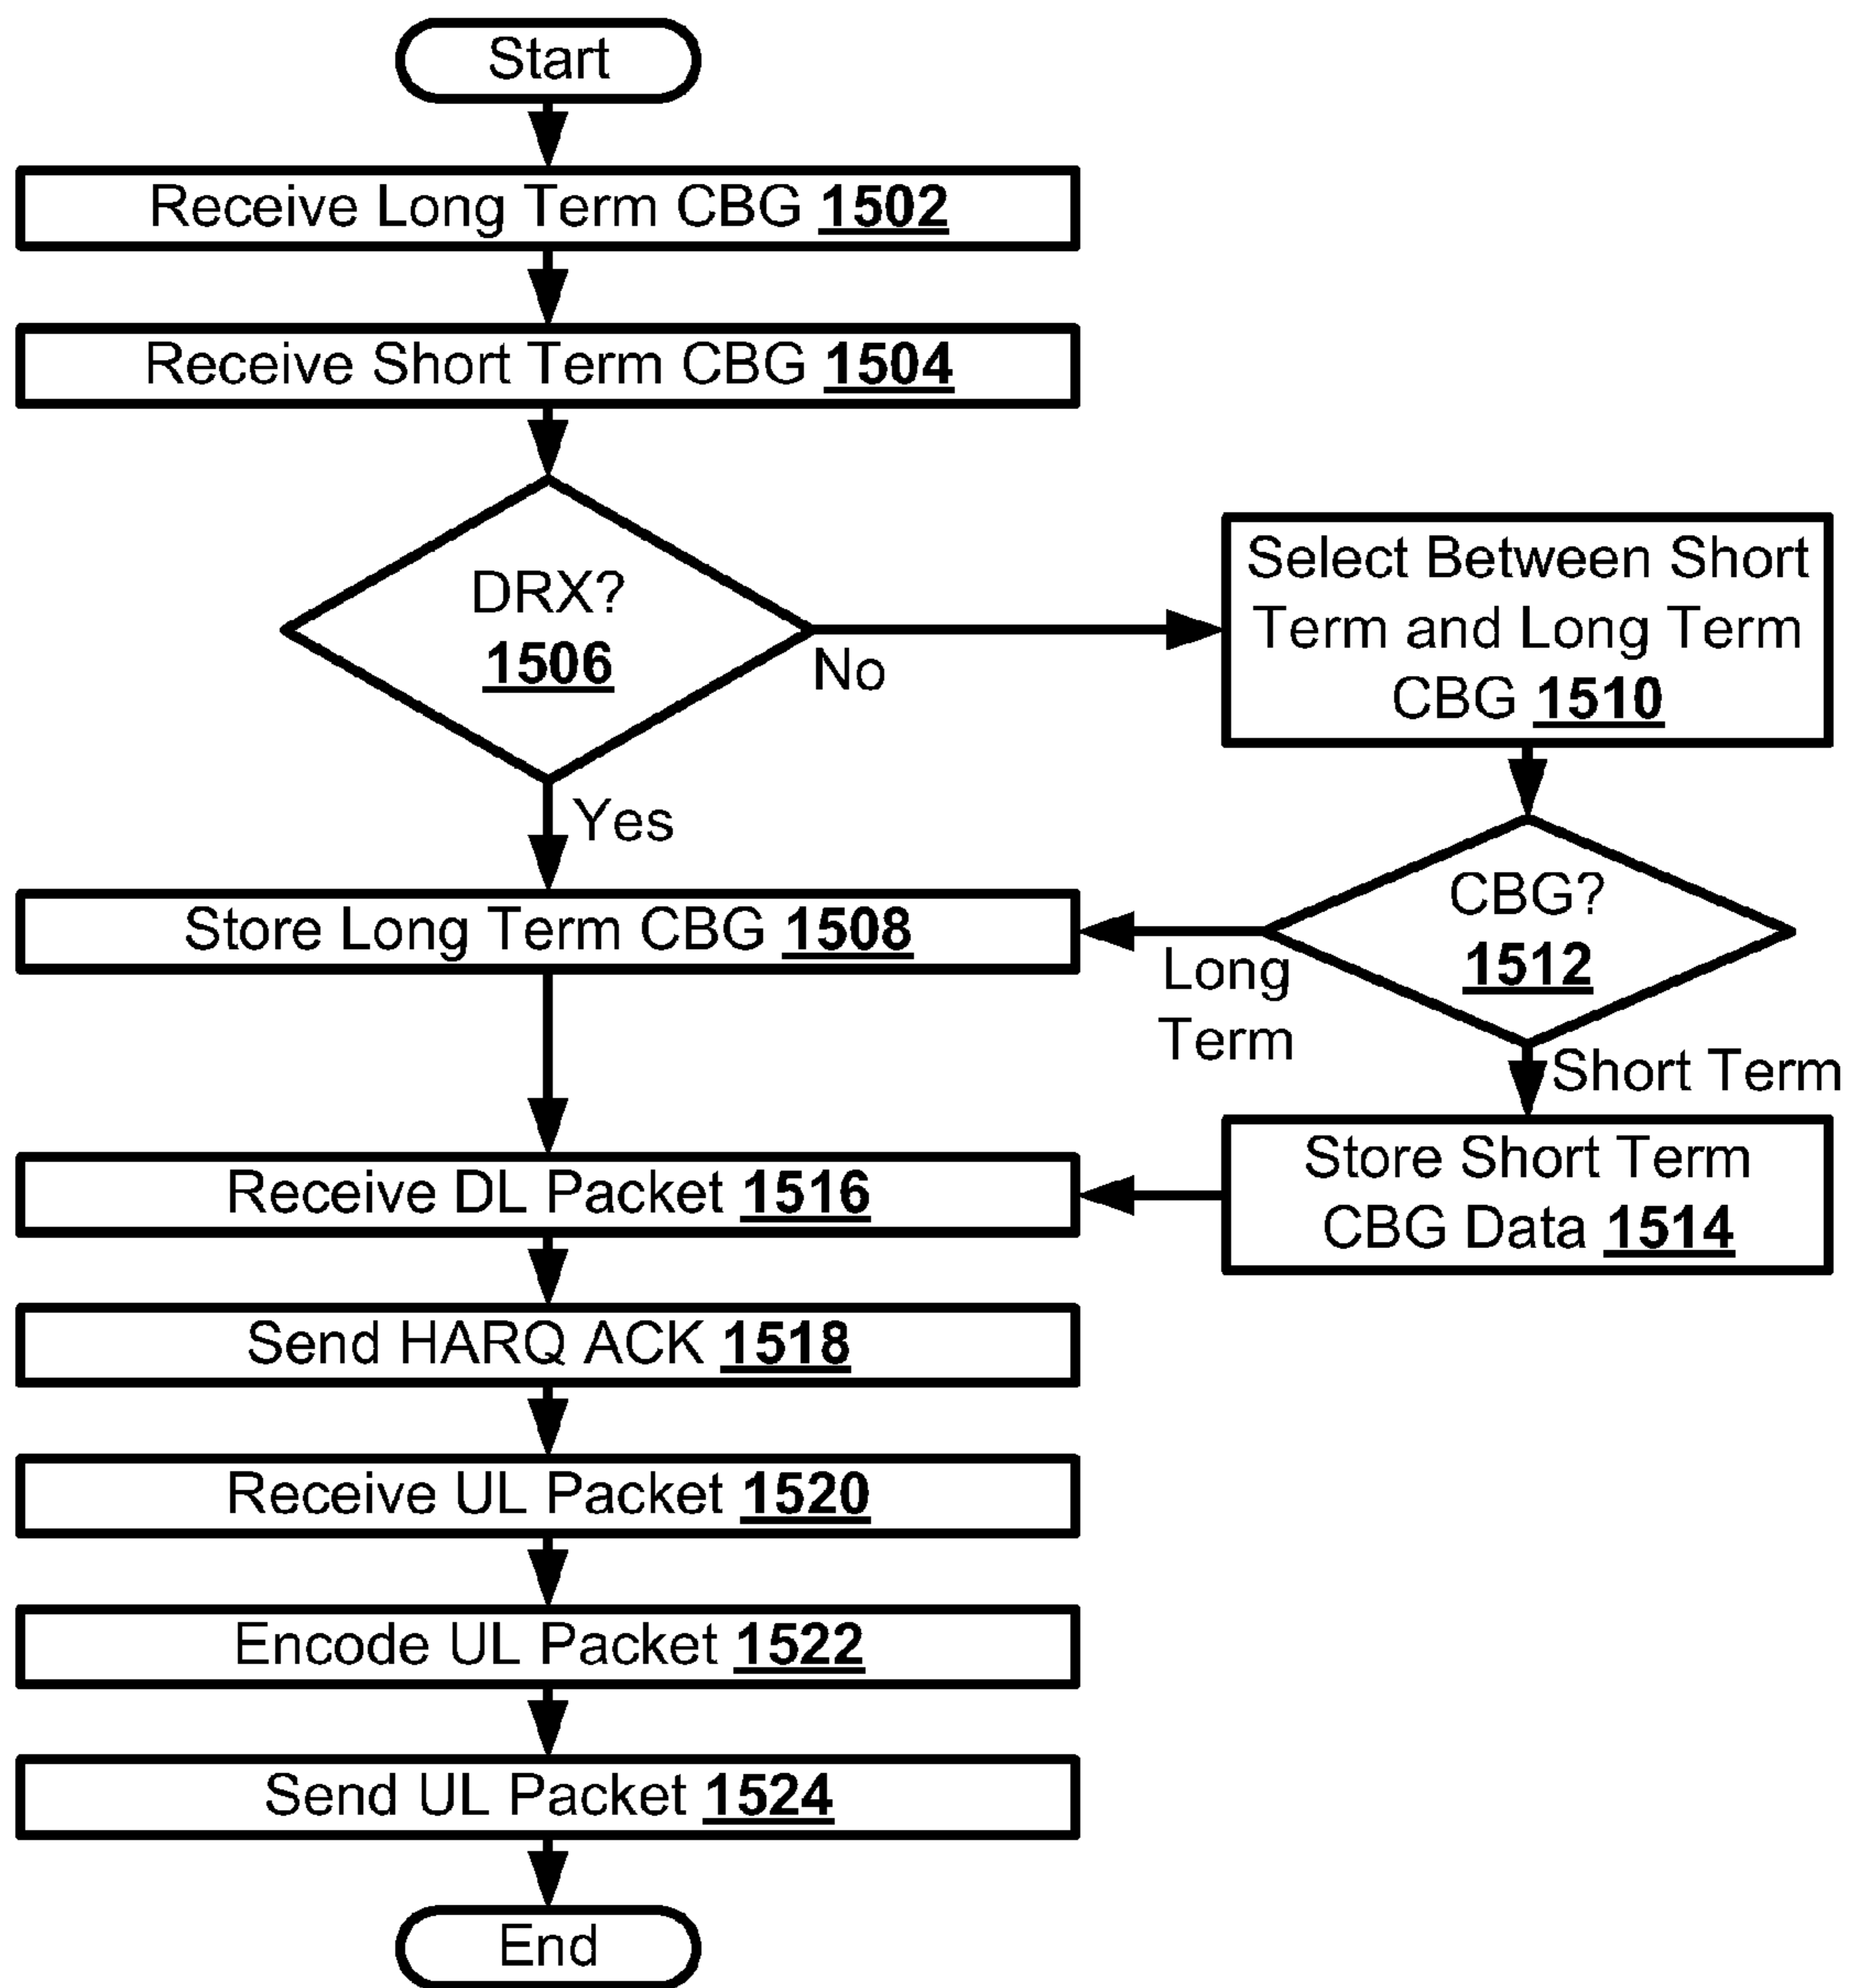 Start
Receive Long Term CBG 1502
Receive Short Term CBG 1504
DRX?
1506
No
Yes
Select Between Short
Term and Long Term
CBG 1510
CBG?
1512
Long
Term
Short Term
Store Long Term CBG 1508
Store Short Term
CBG Data 1514
Receive DL Packet 1516
Send HARQ ACK 1518
Receive UL Packet 1520
Encode UL Packet 1522
Send UL Packet 1524
End